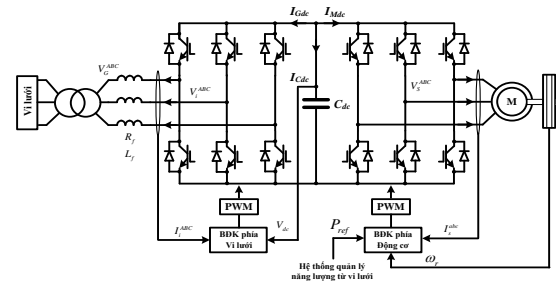 I_Gdc I_Mdc
V_G^ABC
V_i^ABC
I_Cdc
C_dc
V_S^ABC
M
Vi lưới
R_f
L_f
PWM
PWM
I_i^ABC
BĐK phía
Vi lưới
V_dc
P_ref
BĐK phía
Động cơ
I_s^abc
ω_r
Hệ thống quản lý
năng lượng từ vi lưới